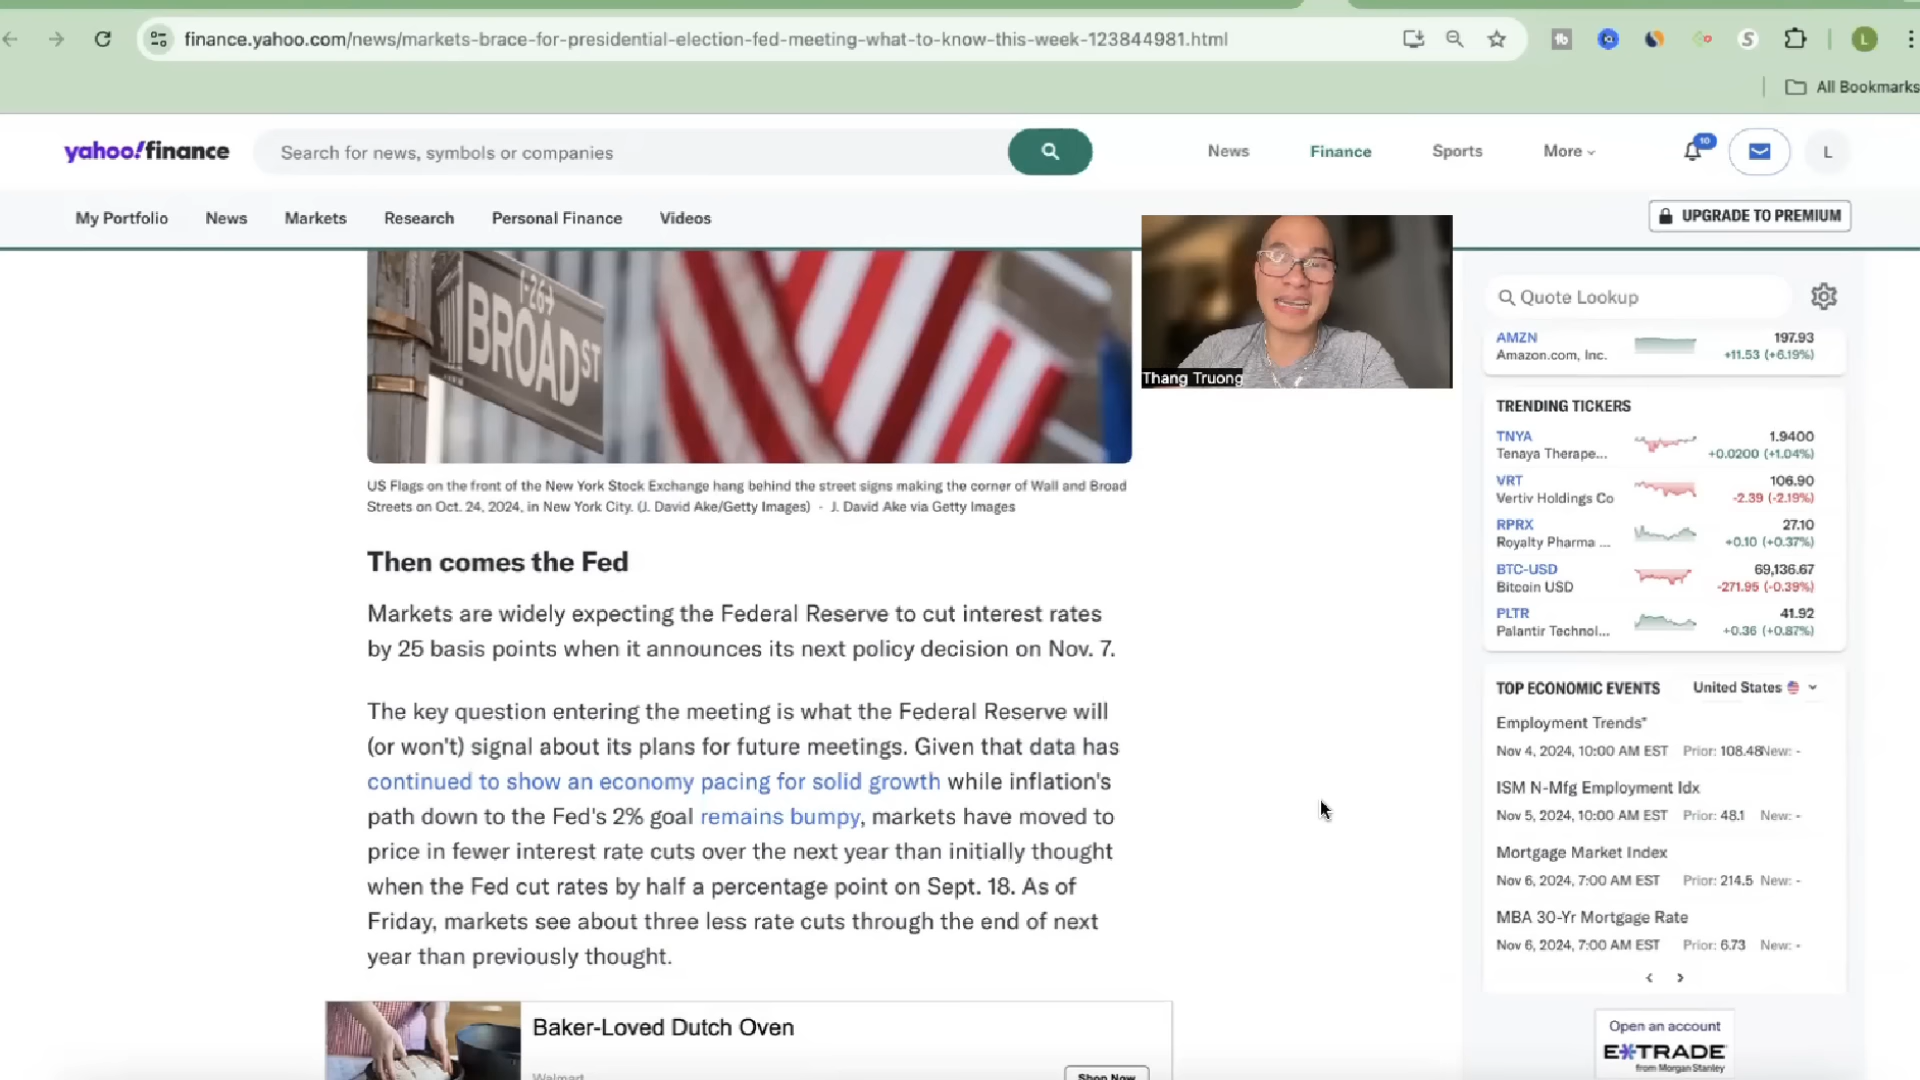 finance.yahoo.com/news/markets-brace-for-presidential-election-fed-meeting-what-to-know-this-week-123844981.html
tb
S
L
All Bookmarks
yahoo!finance
Search for news, symbols or companies
News
Finance
Sports
More
10
L
My Portfolio
News
Markets
Research
Personal Finance
Videos
UPGRADE TO PREMIUM
1-26
BROAD ST
Thang Truong
US Flags on the front of the New York Stock Exchange hang behind the street signs making the corner of Wall and Broad
Streets on Oct. 24, 2024, in New York City. (J. David Ake/Getty Images) · J. David Ake via Getty Images
Then comes the Fed
Markets are widely expecting the Federal Reserve to cut interest rates
by 25 basis points when it announces its next policy decision on Nov. 7.
The key question entering the meeting is what the Federal Reserve will
(or won't) signal about its plans for future meetings. Given that data has
continued to show an economy pacing for solid growth while inflation's
path down to the Fed's 2% goal remains bumpy, markets have moved to
price in fewer interest rate cuts over the next year than initially thought
when the Fed cut rates by half a percentage point on Sept. 18. As of
Friday, markets see about three less rate cuts through the end of next
year than previously thought.
Baker-Loved Dutch Oven
Walmart
Shop Now
Quote Lookup
AMZN 197.93
Amazon.com, Inc. +11.53 (+6.19%)
TRENDING TICKERS
TNYA 1.9400
Tenaya Therape... +0.0200 (+1.04%)
VRT 106.90
Vertiv Holdings Co -2.39 (-2.19%)
RPRX 27.10
Royalty Pharma ... +0.10 (+0.37%)
BTC-USD 69,136.67
Bitcoin USD -271.95 (-0.39%)
PLTR 41.92
Palantir Technol... +0.36 (+0.87%)
TOP ECONOMIC EVENTS United States
Employment Trends*
Nov 4, 2024, 10:00 AM EST Prior: 108.48 New: -
ISM N-Mfg Employment Idx
Nov 5, 2024, 10:00 AM EST Prior: 48.1 New: -
Mortgage Market Index
Nov 6, 2024, 7:00 AM EST Prior: 214.5 New: -
MBA 30-Yr Mortgage Rate
Nov 6, 2024, 7:00 AM EST Prior: 6.73 New: -
Open an account
E*TRADE
from Morgan Stanley